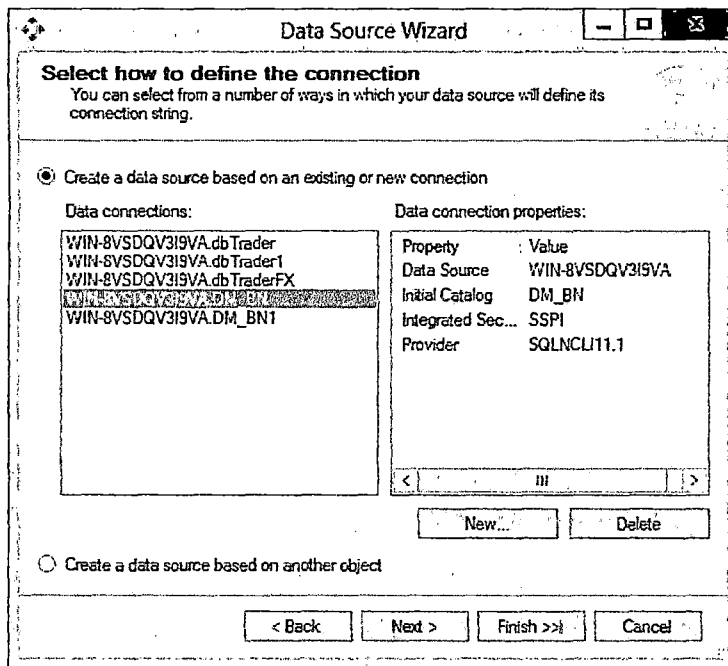 Data Source Wizard
Select how to define the connection
You can select from a number of ways in which your data source will define its
connection string.
Create a data source based on an existing or new connection
Data connections:
WIN-8VSDQV3I9VA.dbTrader
WIN-8VSDQV3I9VA.dbTrader1
WIN-8VSDQV3I9VA.dbTraderFX
WIN-8VSDQV3I9VA.DM_BN
WIN-8VSDQV3I9VA.DM_BN1
Data connection properties:
Property Value
Data Source WIN-8VSDQV3I9VA
Initial Catalog DM_BN
Integrated Sec... SSPI
Provider SQLNCLI11.1
New... Delete
Create a data source based on another object
< Back Next > Finish >>| Cancel